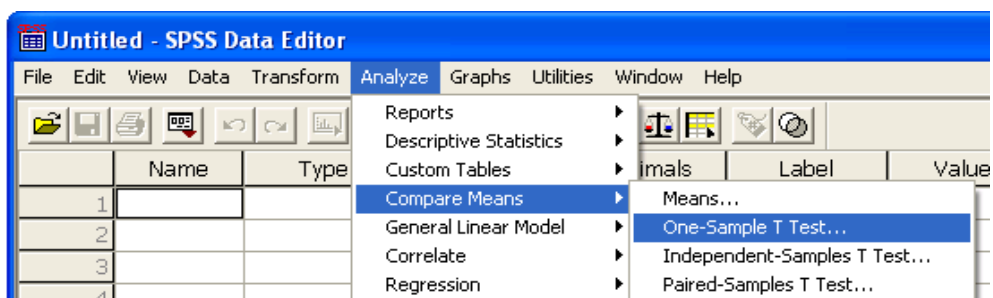 Untitled - SPSS Data Editor
File Edit View Data Transform Analyze Graphs Utilities Window Help
Reports
Descriptive Statistics
Name Type Custom Tables imals Label Value
1 Compare Means Means...
2 General Linear Model One-Sample T Test...
3 Correlate Independent-Samples T Test...
Regression Paired-Samples T Test...